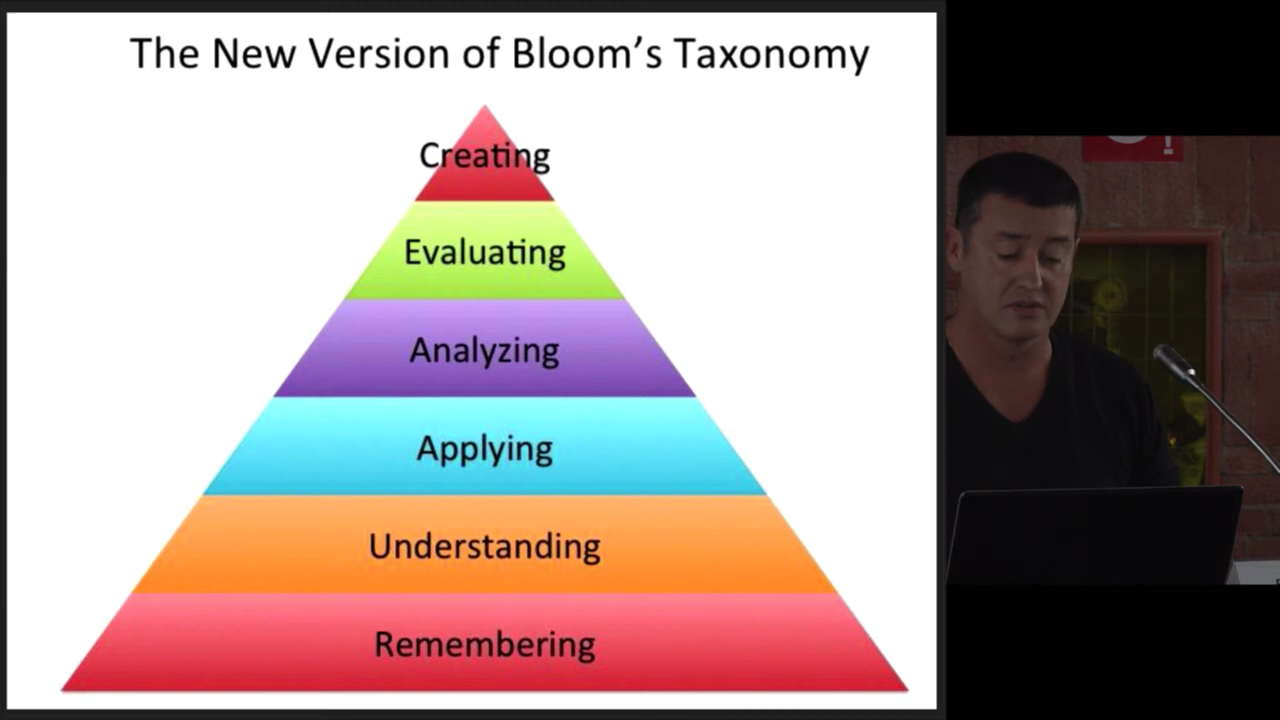 The New Version of Bloom's Taxonomy
Creating
Evaluating
Analyzing
Applying
Understanding
Remembering